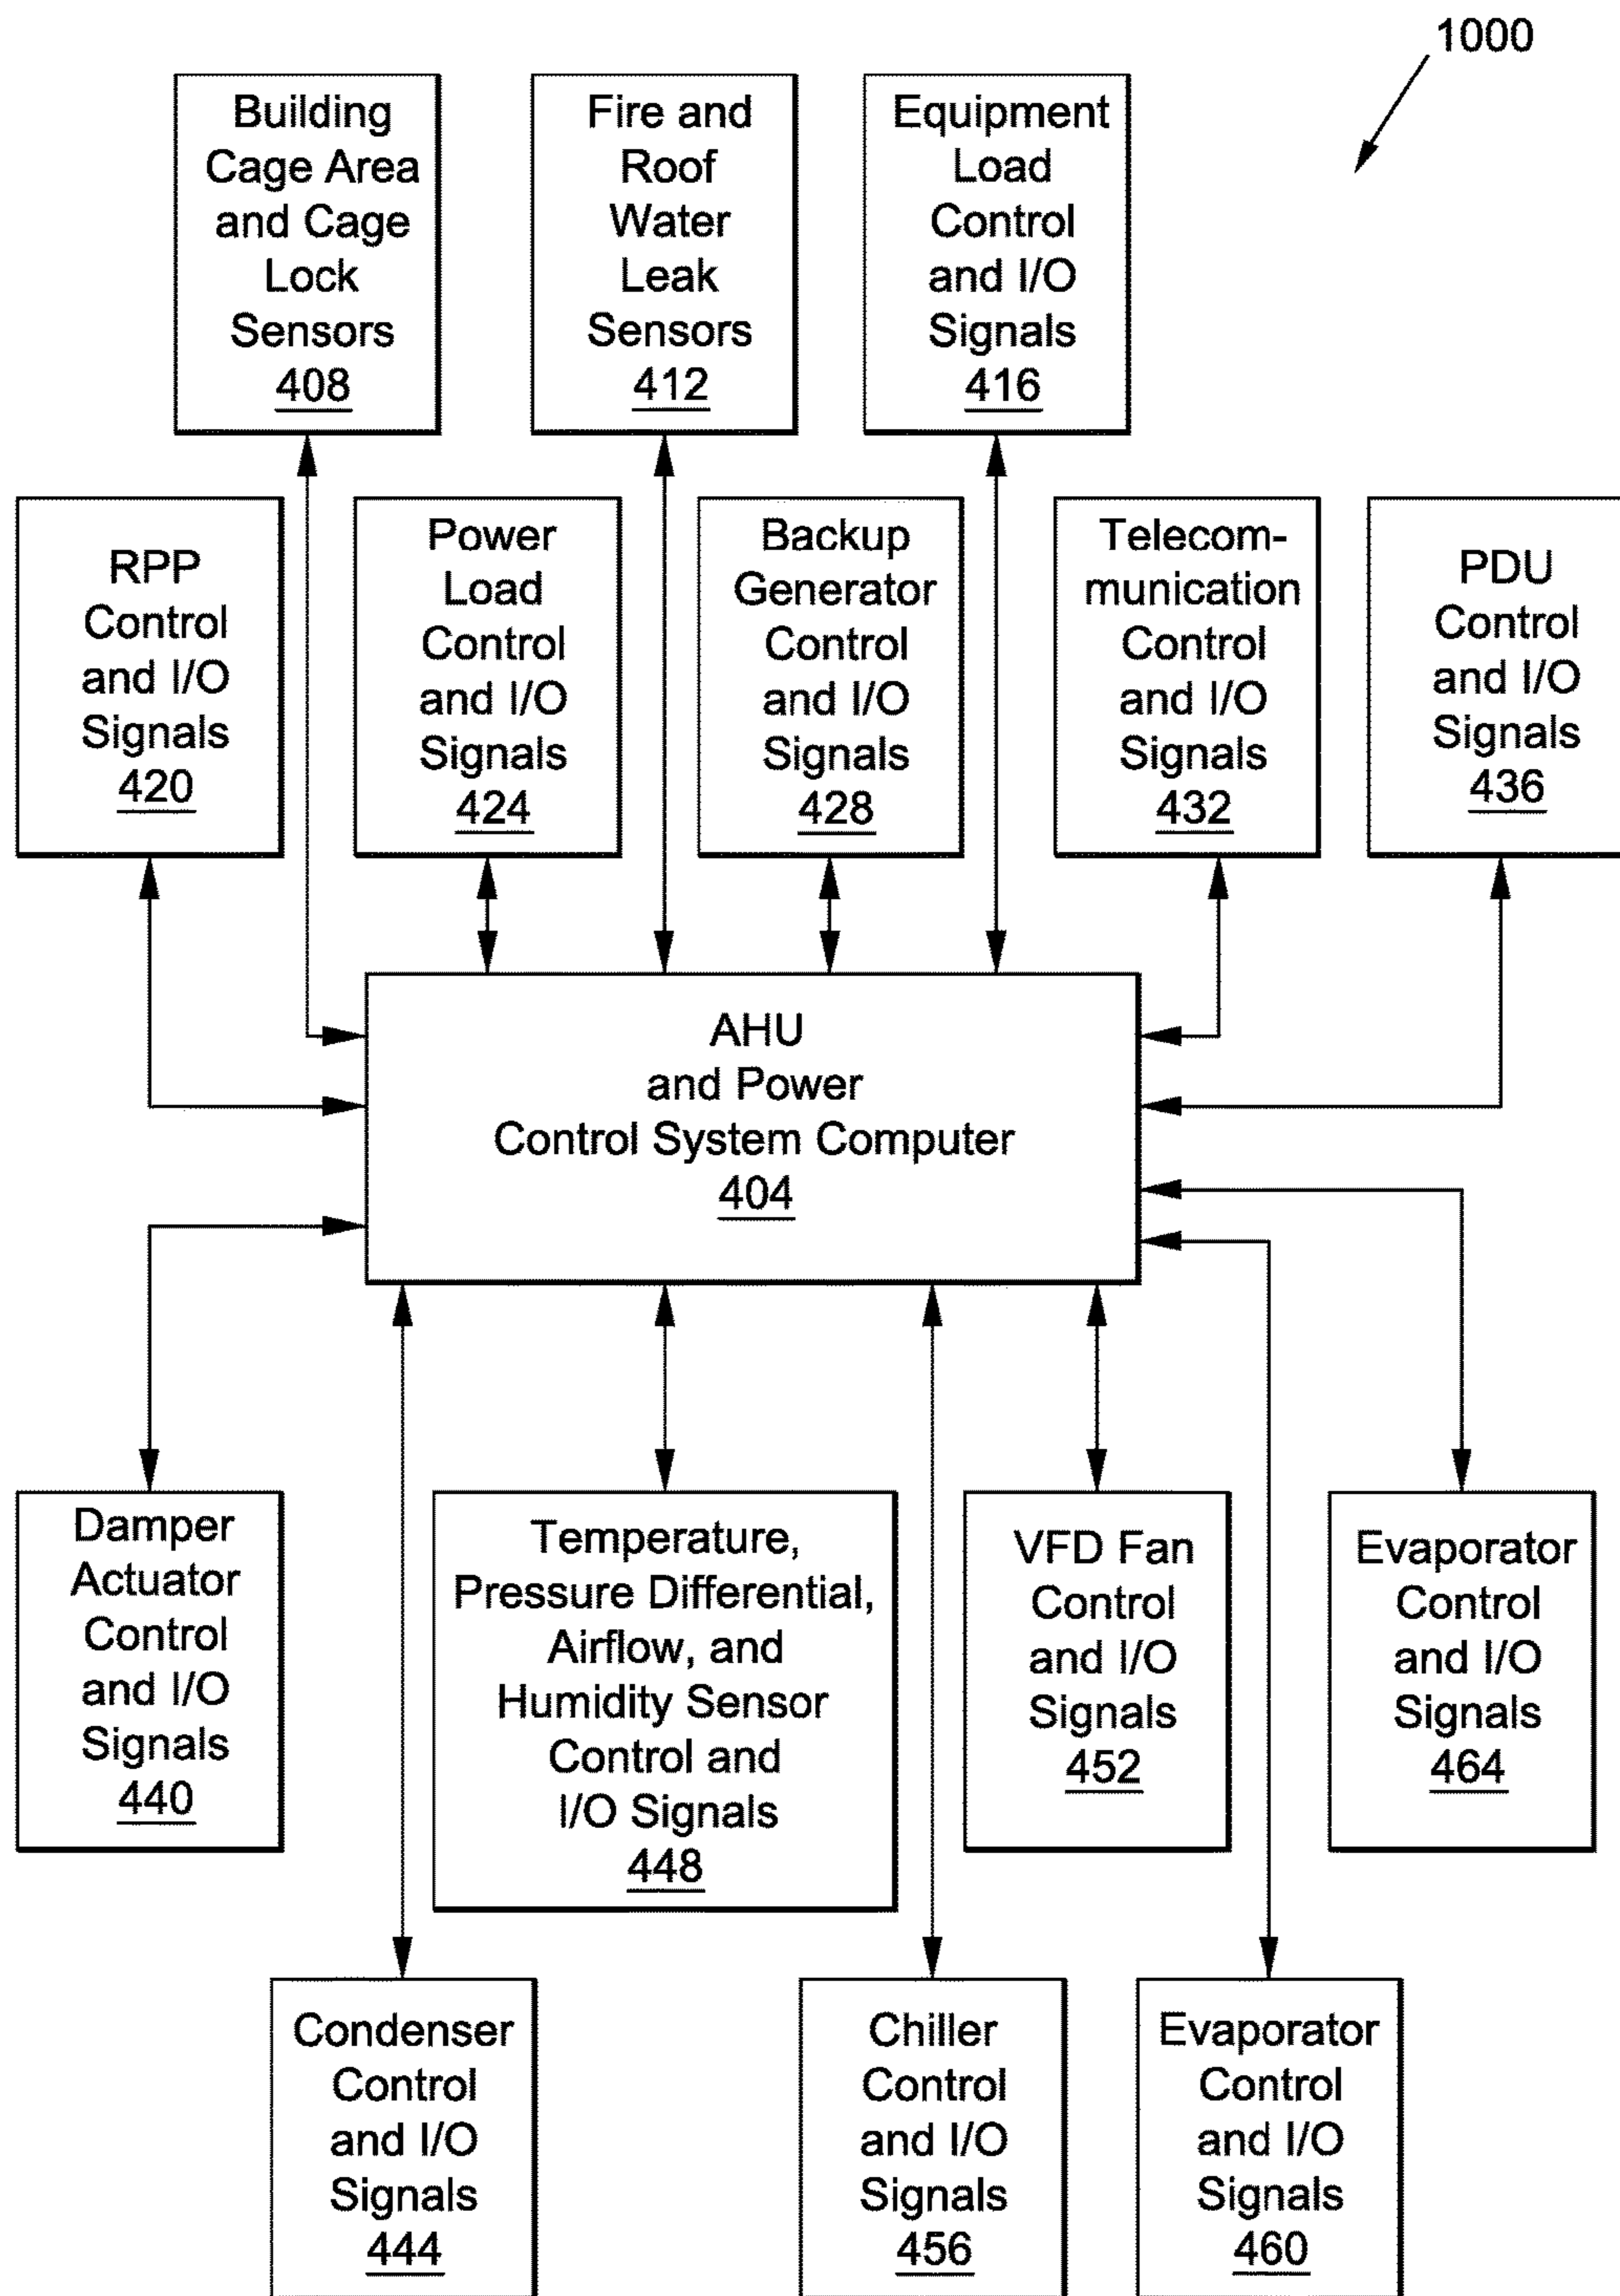 1000
Building
Cage Area
and Cage
Lock
Sensors
408
Fire and
Roof
Water
Leak
Sensors
412
Equipment
Load
Control
and I/O
Signals
416
RPP
Control
and I/O
Signals
420
Power
Load
Control
and I/O
Signals
424
Backup
Generator
Control
and I/O
Signals
428
Telecom-
munication
Control
and I/O
Signals
432
PDU
Control
and I/O
Signals
436
AHU
and Power
Control System Computer
404
Damper
Actuator
Control
and I/O
Signals
440
Temperature,
Pressure Differential,
Airflow, and
Humidity Sensor
Control and
I/O Signals
448
VFD Fan
Control
and I/O
Signals
452
Evaporator
Control
and I/O
Signals
464
Condenser
Control
and I/O
Signals
444
Chiller
Control
and I/O
Signals
456
Evaporator
Control
and I/O
Signals
460